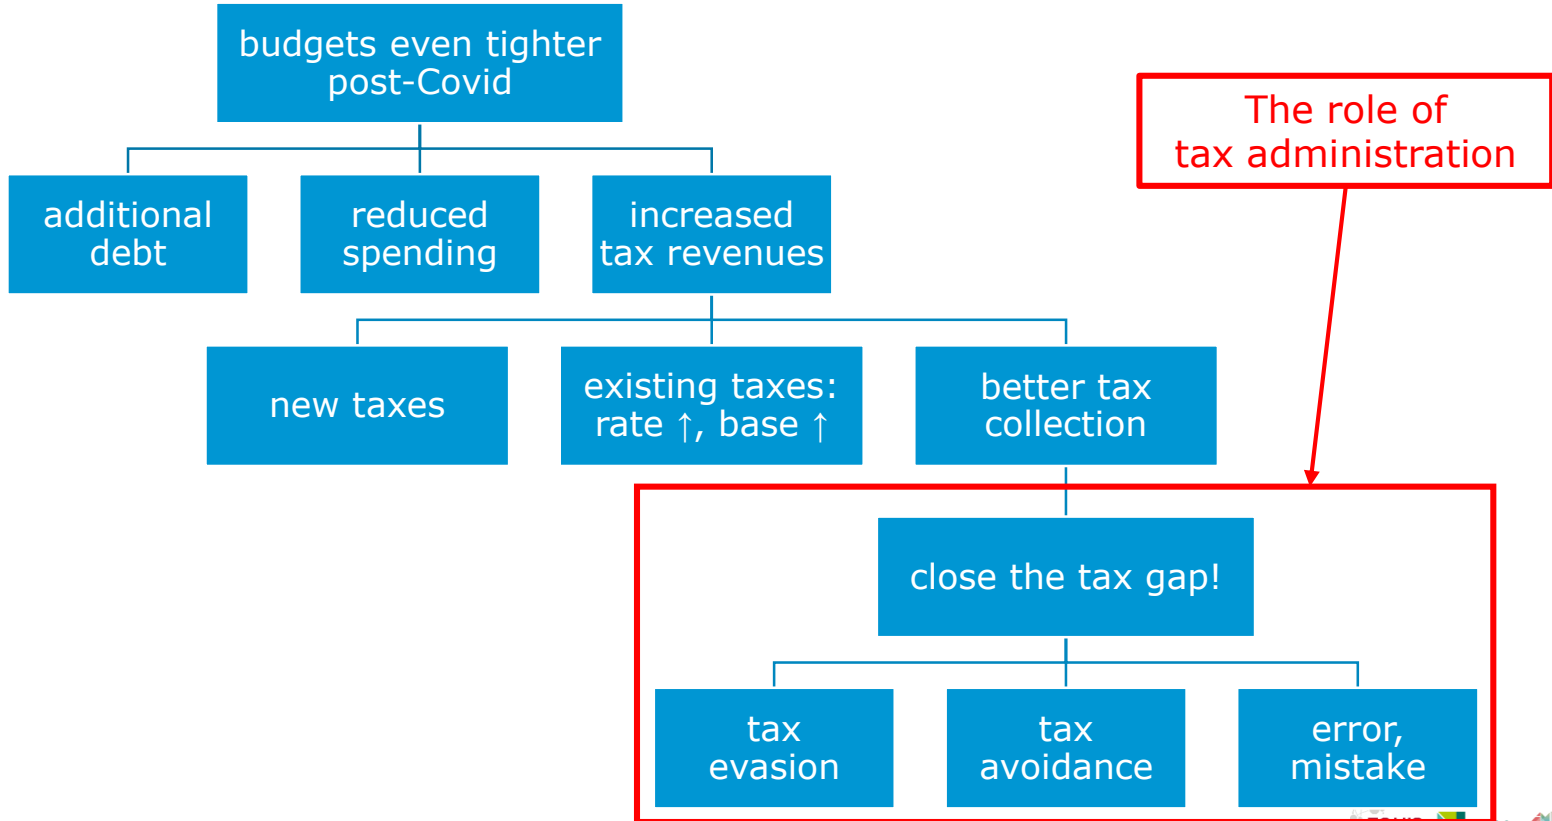 budgets even tighter
post-Covid
The role of
tax administration
additional
debt
reduced
spending
increased
tax revenues
new taxes
existing taxes:
rate ↑, base ↑
better tax
collection
close the tax gap!
tax
evasion
tax
avoidance
error,
mistake